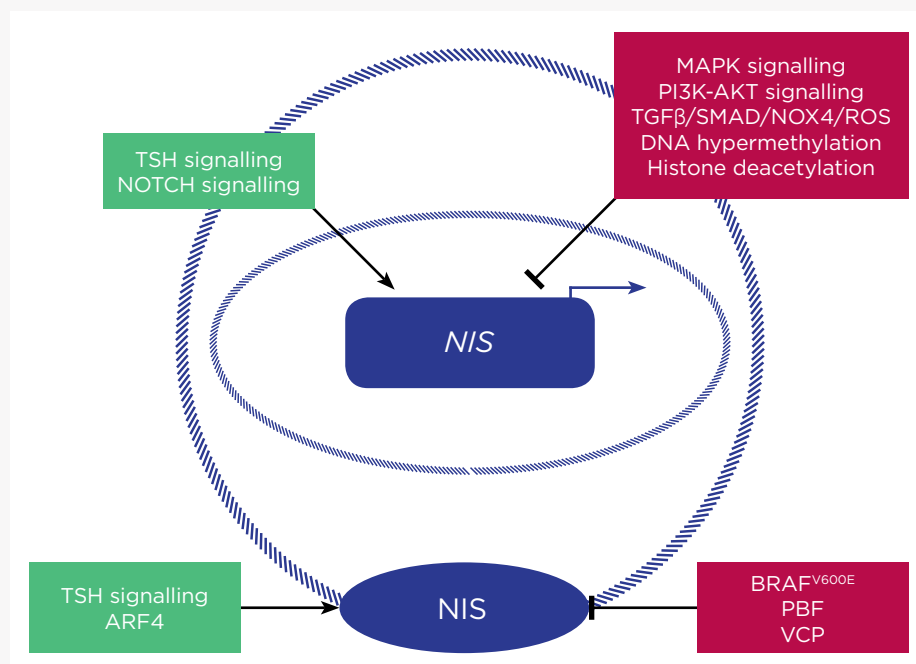 MAPK signalling
PI3K-AKT signalling
TGFβ/SMAD/NOX4/ROS
DNA hypermethylation
Histone deacetylation
TSH signalling
NOTCH signalling
NIS
TSH signalling
ARF4
NIS
BRAFV600E
PBF
VCP